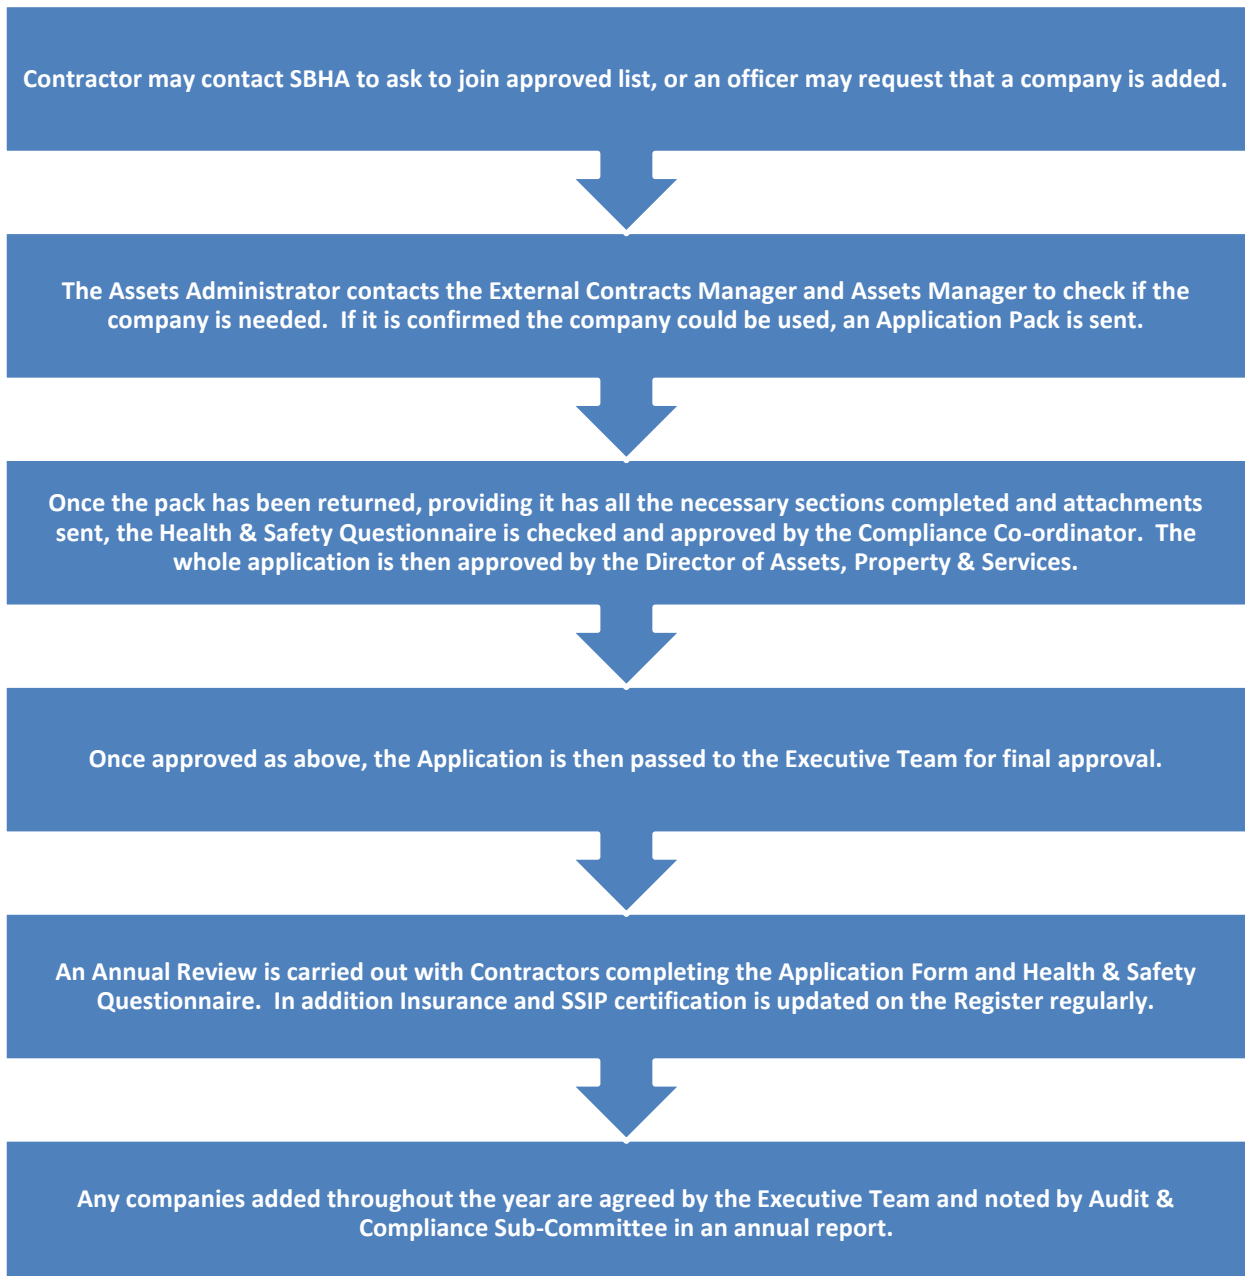 Contractor may contact SBHA to ask to join approved list, or an officer may request that a company is added.
The Assets Administrator contacts the External Contracts Manager and Assets Manager to check if the
company is needed.  If it is confirmed the company could be used, an Application Pack is sent.
Once the pack has been returned, providing it has all the necessary sections completed and attachments
sent, the Health & Safety Questionnaire is checked and approved by the Compliance Co-ordinator.  The
whole application is then approved by the Director of Assets, Property & Services.
Once approved as above, the Application is then passed to the Executive Team for final approval.
An Annual Review is carried out with Contractors completing the Application Form and Health & Safety
Questionnaire.  In addition Insurance and SSIP certification is updated on the Register regularly.
Any companies added throughout the year are agreed by the Executive Team and noted by Audit &
Compliance Sub-Committee in an annual report.